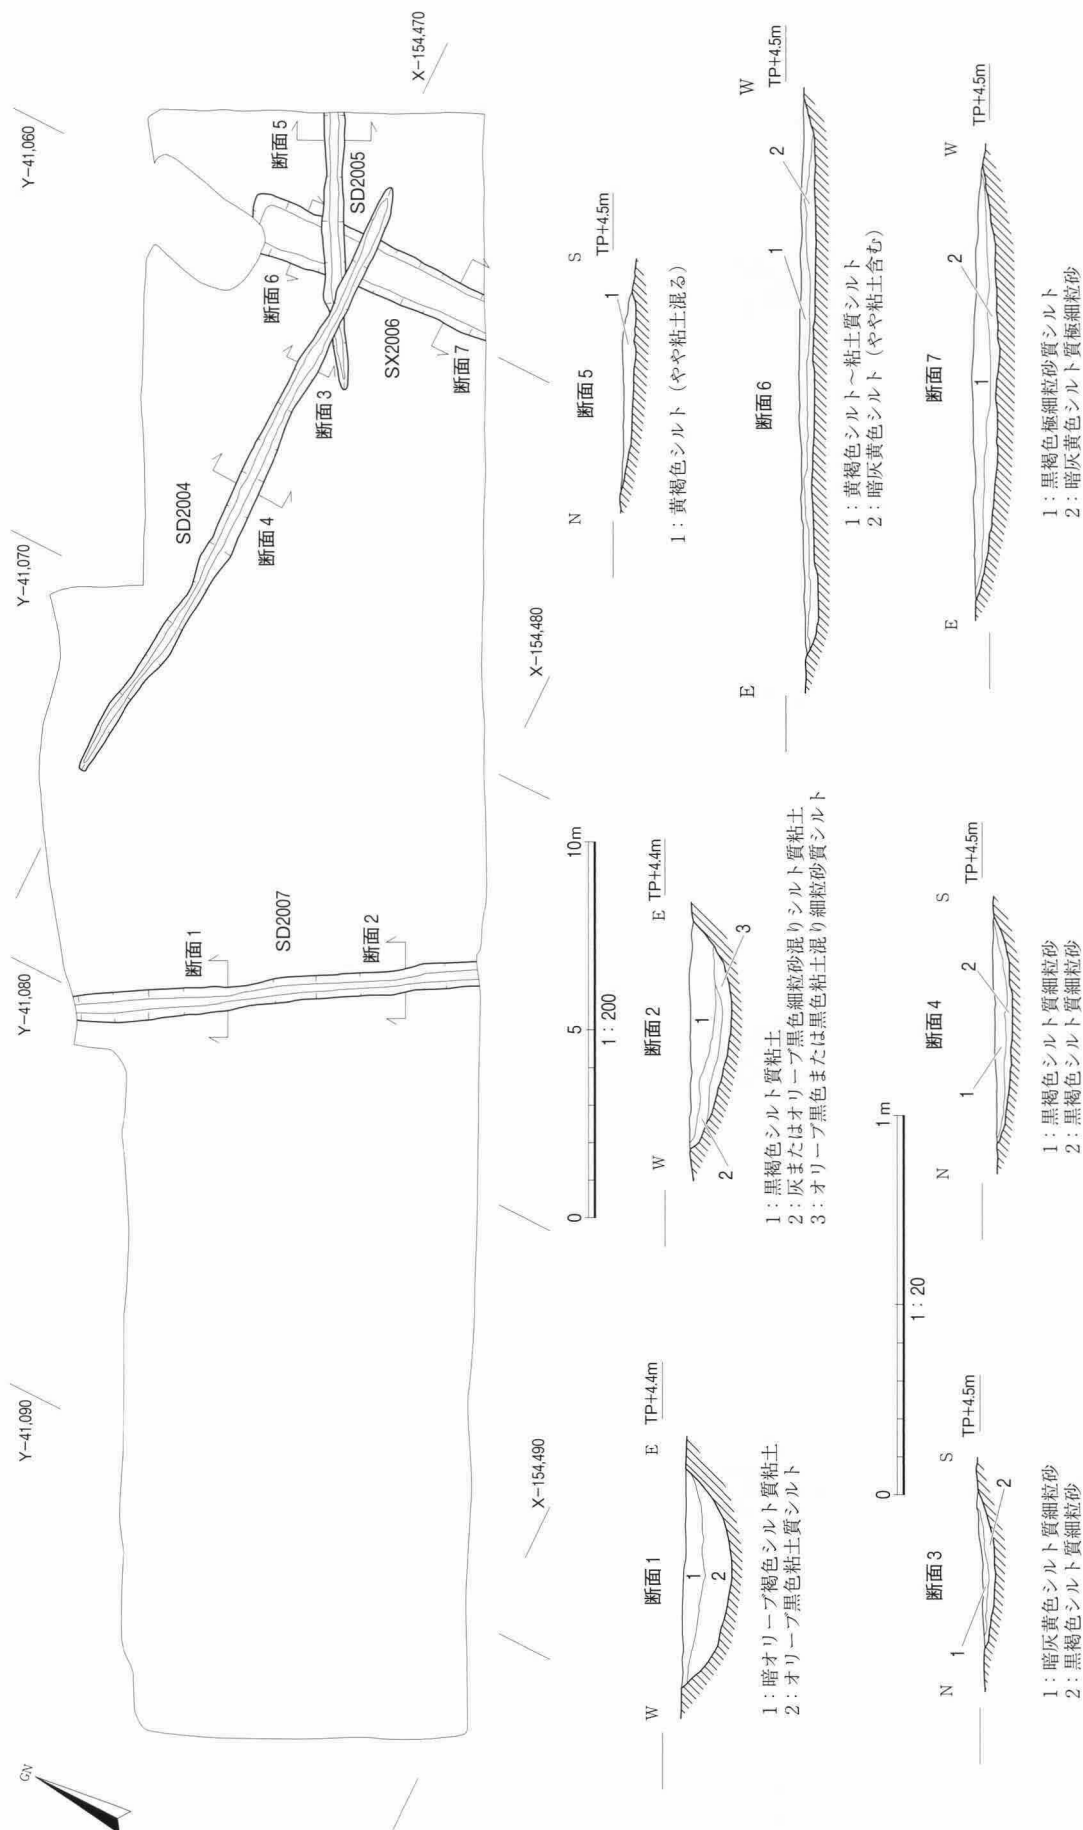 GN
Y−41,090
Y−41,080
Y−41,070
Y−41,060
X−154,490
X−154,480
X−154,470
断面1
SD2007
断面2
SD2004
断面4
断面3
断面6
断面5
SD2005
SX2006
断面7
0
5
10m
1：200
断面1
W
E
TP+4.4m
1
2
1：暗オリーブ褐色シルト質粘土
2：オリーブ黒色粘土質シルト
断面2
W
E
TP+4.4m
1
2
3
1：黒褐色シルト質粘土
2：灰またはオリーブ黒色細粒砂混りシルト質粘土
3：オリーブ黒色または黒色粘土混り細粒砂質シルト
断面5
N
S
TP+4.5m
1
1：黄褐色シルト（やや粘土混る）
断面6
E
W
TP+4.5m
1
2
1：黄褐色シルト～粘土質シルト
2：暗灰黄色シルト（やや粘土含む）
0
1m
1：20
断面3
N
S
TP+4.5m
1
2
1：暗灰黄色シルト質細粒砂
2：黒褐色シルト質細粒砂
断面4
N
S
TP+4.5m
1
2
1：黒褐色シルト質細粒砂
2：黒褐色シルト質細粒砂
断面7
E
W
TP+4.5m
1
2
1：黒褐色極細粒砂質シルト
2：暗灰黄色シルト質極細粒砂